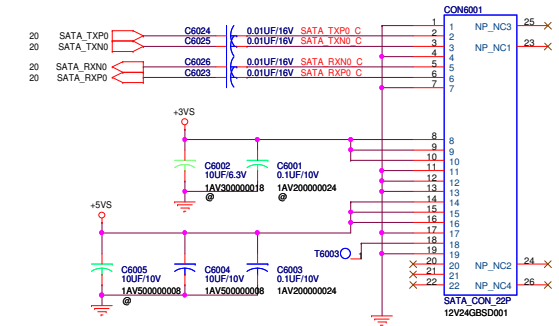 CON6001
20 SATA_TXP0 C6024 0.01UF/16V SATA_TXP0_C 1 1 NP_NC3 25
20 SATA_TXN0 C6025 0.01UF/16V SATA_TXN0_C 2 2
3 3 NP_NC1 23
4 4
20 SATA_RXN0 C6026 0.01UF/16V SATA_RXN0_C 5 5
20 SATA_RXP0 C6023 0.01UF/16V SATA_RXP0_C 6 6
7 7
+3VS
8 8
9 9
10 10
C6002 C6001 11 11
10UF/6.3V 0.1UF/10V 12 12
1AV300000018 1AV200000024 13 13
@ @
14 14
+5VS 15 15
16 16
17 17
T6003 1 18 18
19 19
20 20 NP_NC2 24
C6005 C6004 C6003 21 21
10UF/10V 10UF/10V 0.1UF/10V 22 22 NP_NC4 26
1AV500000008 1AV500000008 1AV200000024
@
SATA_CON_22P
12V24GBSD001